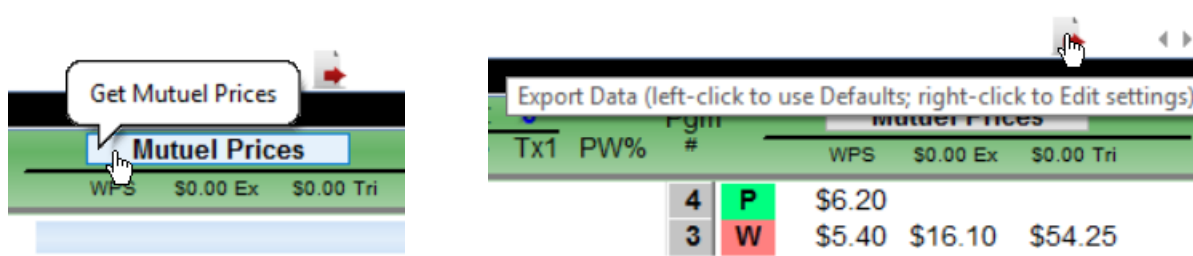 Get Mutuel Prices
Mutuel Prices
WPS $0.00 Ex $0.00 Tri
Export Data (left-click to use Defaults; right-click to Edit settings)
Pgm Mutuel Prices
Tx1 PW% # WPS $0.00 Ex $0.00 Tri
4 P $6.20
3 W $5.40 $16.10 $54.25